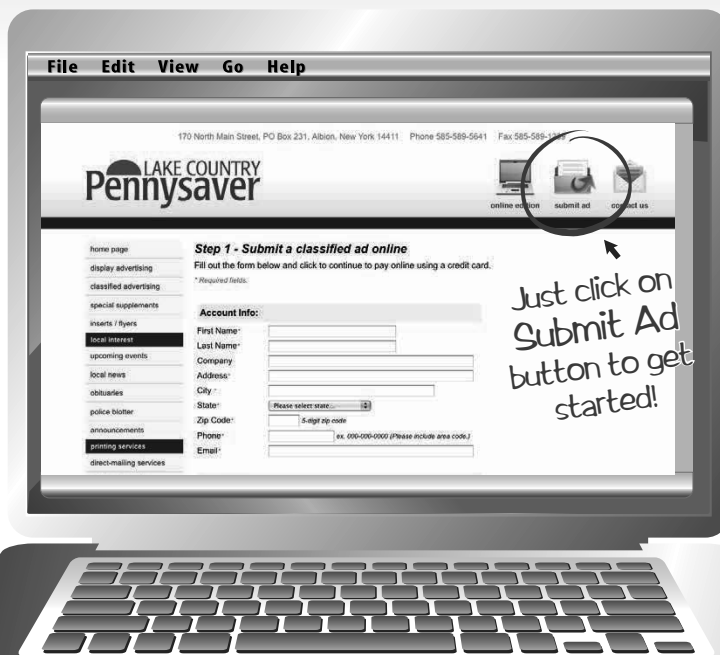 File Edit View Go Help
170 North Main Street, PO Box 231, Albion, New York 14411 Phone 585-589-5641 Fax 585-589-1239
LAKE COUNTRY
Pennysaver
online edition submit ad contact us
home page
display advertising
classified advertising
special supplements
inserts / flyers
local interest
upcoming events
local news
obituaries
police blotter
announcements
printing services
direct-mailing services
Step 1 - Submit a classified ad online
Fill out the form below and click to continue to pay online using a credit card.
* Required fields.
Account Info:
First Name*
Last Name*
Company
Address*
City *
State* Please select state...
Zip Code* 5-digit zip code
Phone* ex. 000-000-0000 (Please include area code.)
Email*
Just click on
Submit Ad
button to get
started!